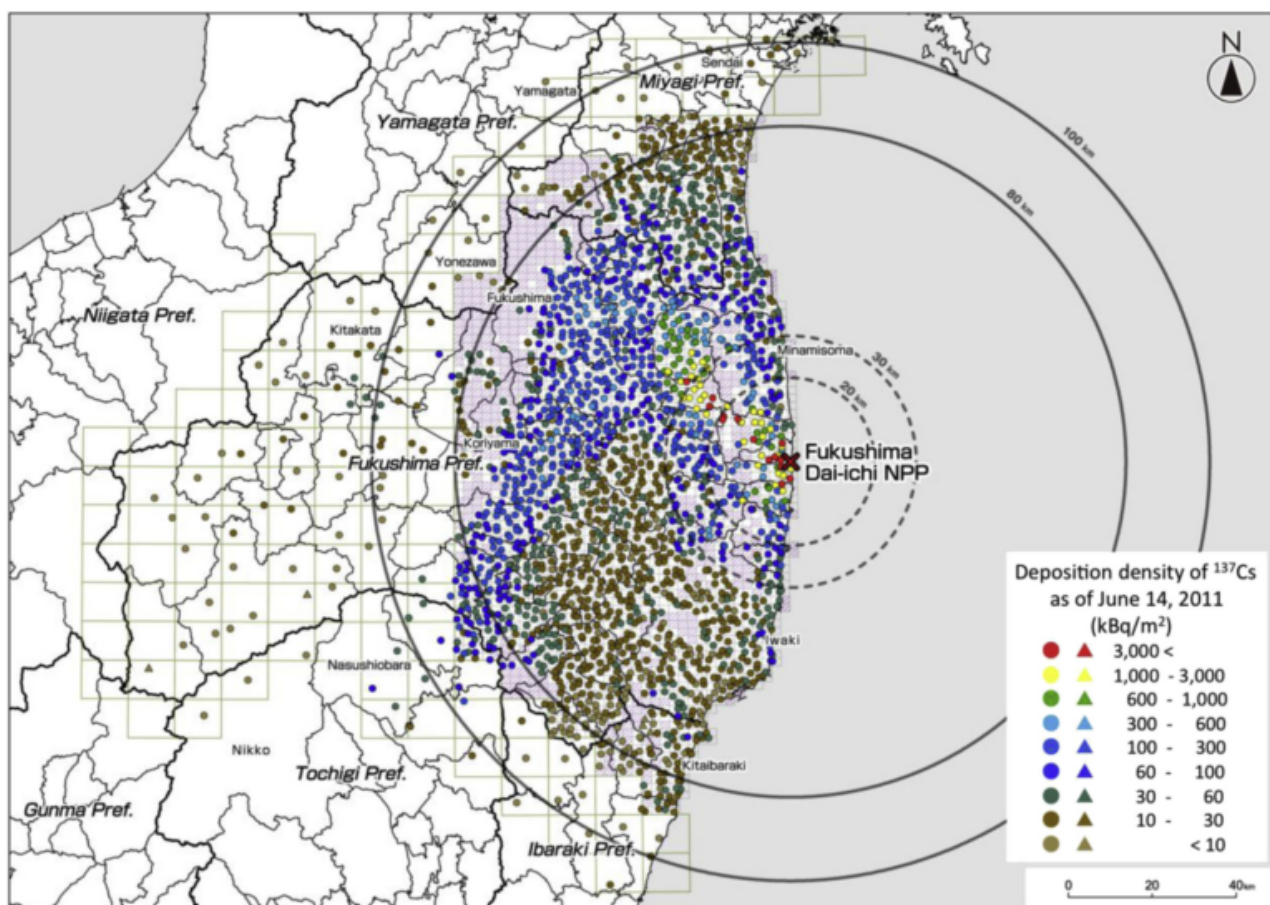 N
Sendai
Miyagi Pref.
Yamagata
Yamagata Pref.
100 km
80 km
Yonezawa
Fukushima
Niigata Pref.
Kitakata
Minamisoma
30 km
20 km
Koriyama
Fukushima Pref.
Fukushima
Dai-ichi NPP
Iwaki
Nasushiobara
Nikko
Kitaibaraki
Tochigi Pref.
Gunma Pref.
Ibaraki Pref.
Deposition density of ¹³⁷Cs
as of June 14, 2011
(kBq/m²)
3,000 <
1,000 - 3,000
600 - 1,000
300 - 600
100 - 300
60 - 100
30 - 60
10 - 30
< 10
0 20 40km